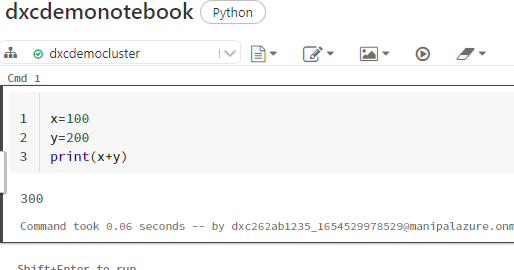 dxcdemonotebook Python
dxcdemocluster
Cmd 1
1 x=100
2 y=200
3 print(x+y)
300
Command took 0.06 seconds -- by dxc262ab1235_1654529978529@manipalazure.onm
Shift+Enter to run